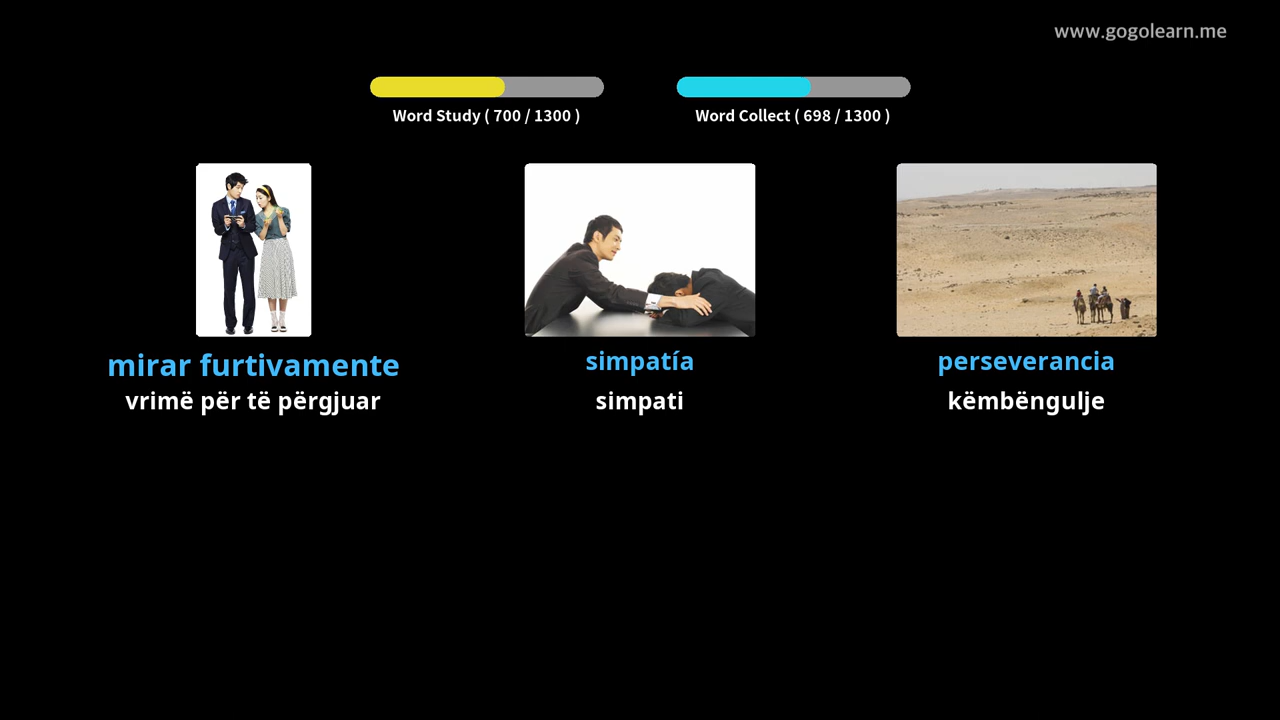 www.gogolearn.me
Word Study ( 700 / 1300 )
Word Collect ( 698 / 1300 )
mirar furtivamente
vrimë për të përgjuar
simpatía
simpati
perseverancia
këmbëngulje